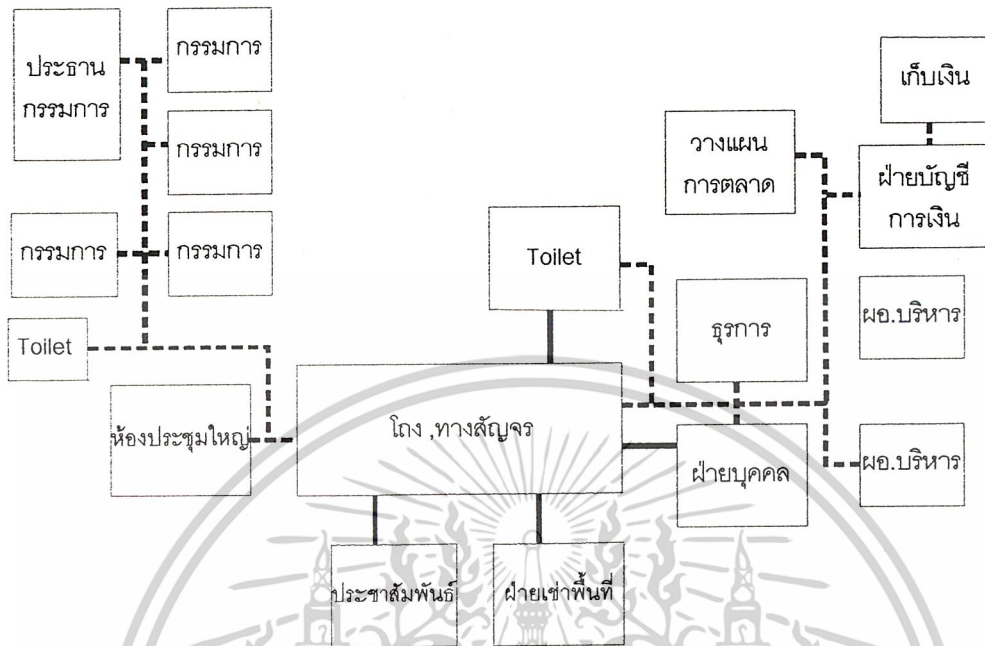 ประธาน
กรรมการ
กรรมการ
กรรมการ
กรรมการ
กรรมการ
Toilet
ห้องประชุมใหญ่
Toilet
โถง ,ทางสัญจร
ประชาสัมพันธ์
ฝ่ายเช่าพื้นที่
วางแผน
การตลาด
เก็บเงิน
ฝ่ายบัญชี
การเงิน
ธุรการ
ผอ.บริหาร
ฝ่ายบุคคล
ผอ.บริหาร